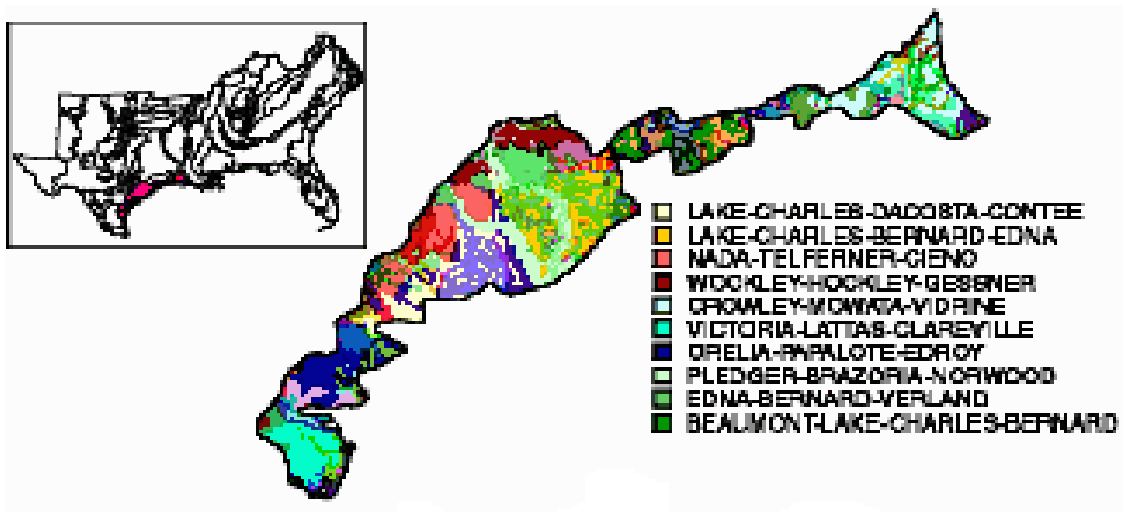 LAKE-CHARLES-DACOSTA-CONTEE
LAKE-CHARLES-BERNARD-EDNA
NADA-TELFERNER-CIENO
WOCKLEY-HOCKLEY-GESSNER
CROWLEY-MOWATA-VIDRINE
VICTORIA-LATTAS-CLAREVILLE
ORELIA-PAPALOTE-EDROY
PLEDGER-BRAZORIA-NORWOOD
EDNA-BERNARD-VERLAND
BEAUMONT-LAKE-CHARLES-BERNARD